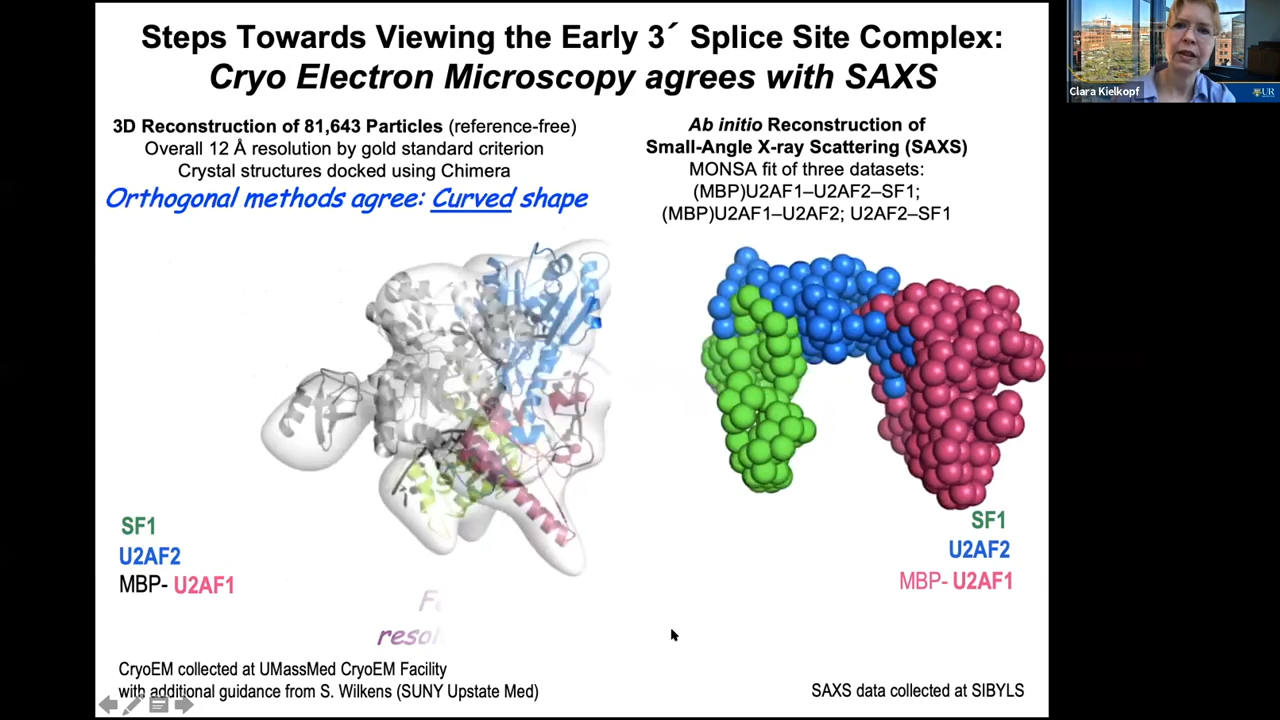 Steps Towards Viewing the Early 3´ Splice Site Complex:
Cryo Electron Microscopy agrees with SAXS
3D Reconstruction of 81,643 Particles (reference-free)
Overall 12 Å resolution by gold standard criterion
Crystal structures docked using Chimera
Orthogonal methods agree: Curved shape
Ab initio Reconstruction of
Small-Angle X-ray Scattering (SAXS)
MONSA fit of three datasets:
(MBP)U2AF1–U2AF2–SF1;
(MBP)U2AF1–U2AF2; U2AF2–SF1
SF1
U2AF2
MBP- U2AF1
SF1
U2AF2
MBP- U2AF1
CryoEM collected at UMassMed CryoEM Facility
with additional guidance from S. Wilkens (SUNY Upstate Med)
SAXS data collected at SIBYLS
Clara Kielkopf
UR